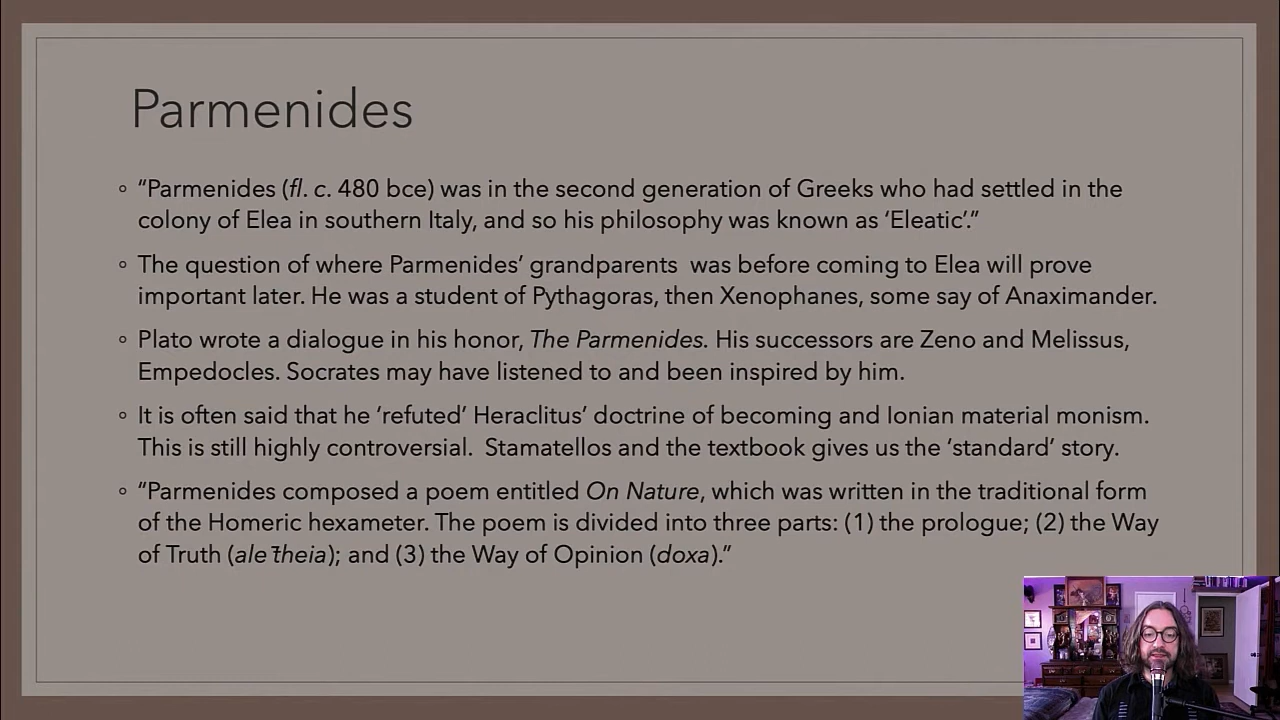 Parmenides
◦ “Parmenides (fl. c. 480 bce) was in the second generation of Greeks who had settled in the
colony of Elea in southern Italy, and so his philosophy was known as ‘Eleatic’.”
◦ The question of where Parmenides’ grandparents  was before coming to Elea will prove
important later. He was a student of Pythagoras, then Xenophanes, some say of Anaximander.
◦ Plato wrote a dialogue in his honor, The Parmenides. His successors are Zeno and Melissus,
Empedocles. Socrates may have listened to and been inspired by him.
◦ It is often said that he ‘refuted’ Heraclitus’ doctrine of becoming and Ionian material monism.
This is still highly controversial.  Stamatellos and the textbook gives us the ‘standard’ story.
◦ “Parmenides composed a poem entitled On Nature, which was written in the traditional form
of the Homeric hexameter. The poem is divided into three parts: (1) the prologue; (2) the Way
of Truth (ale ̄theia); and (3) the Way of Opinion (doxa).”